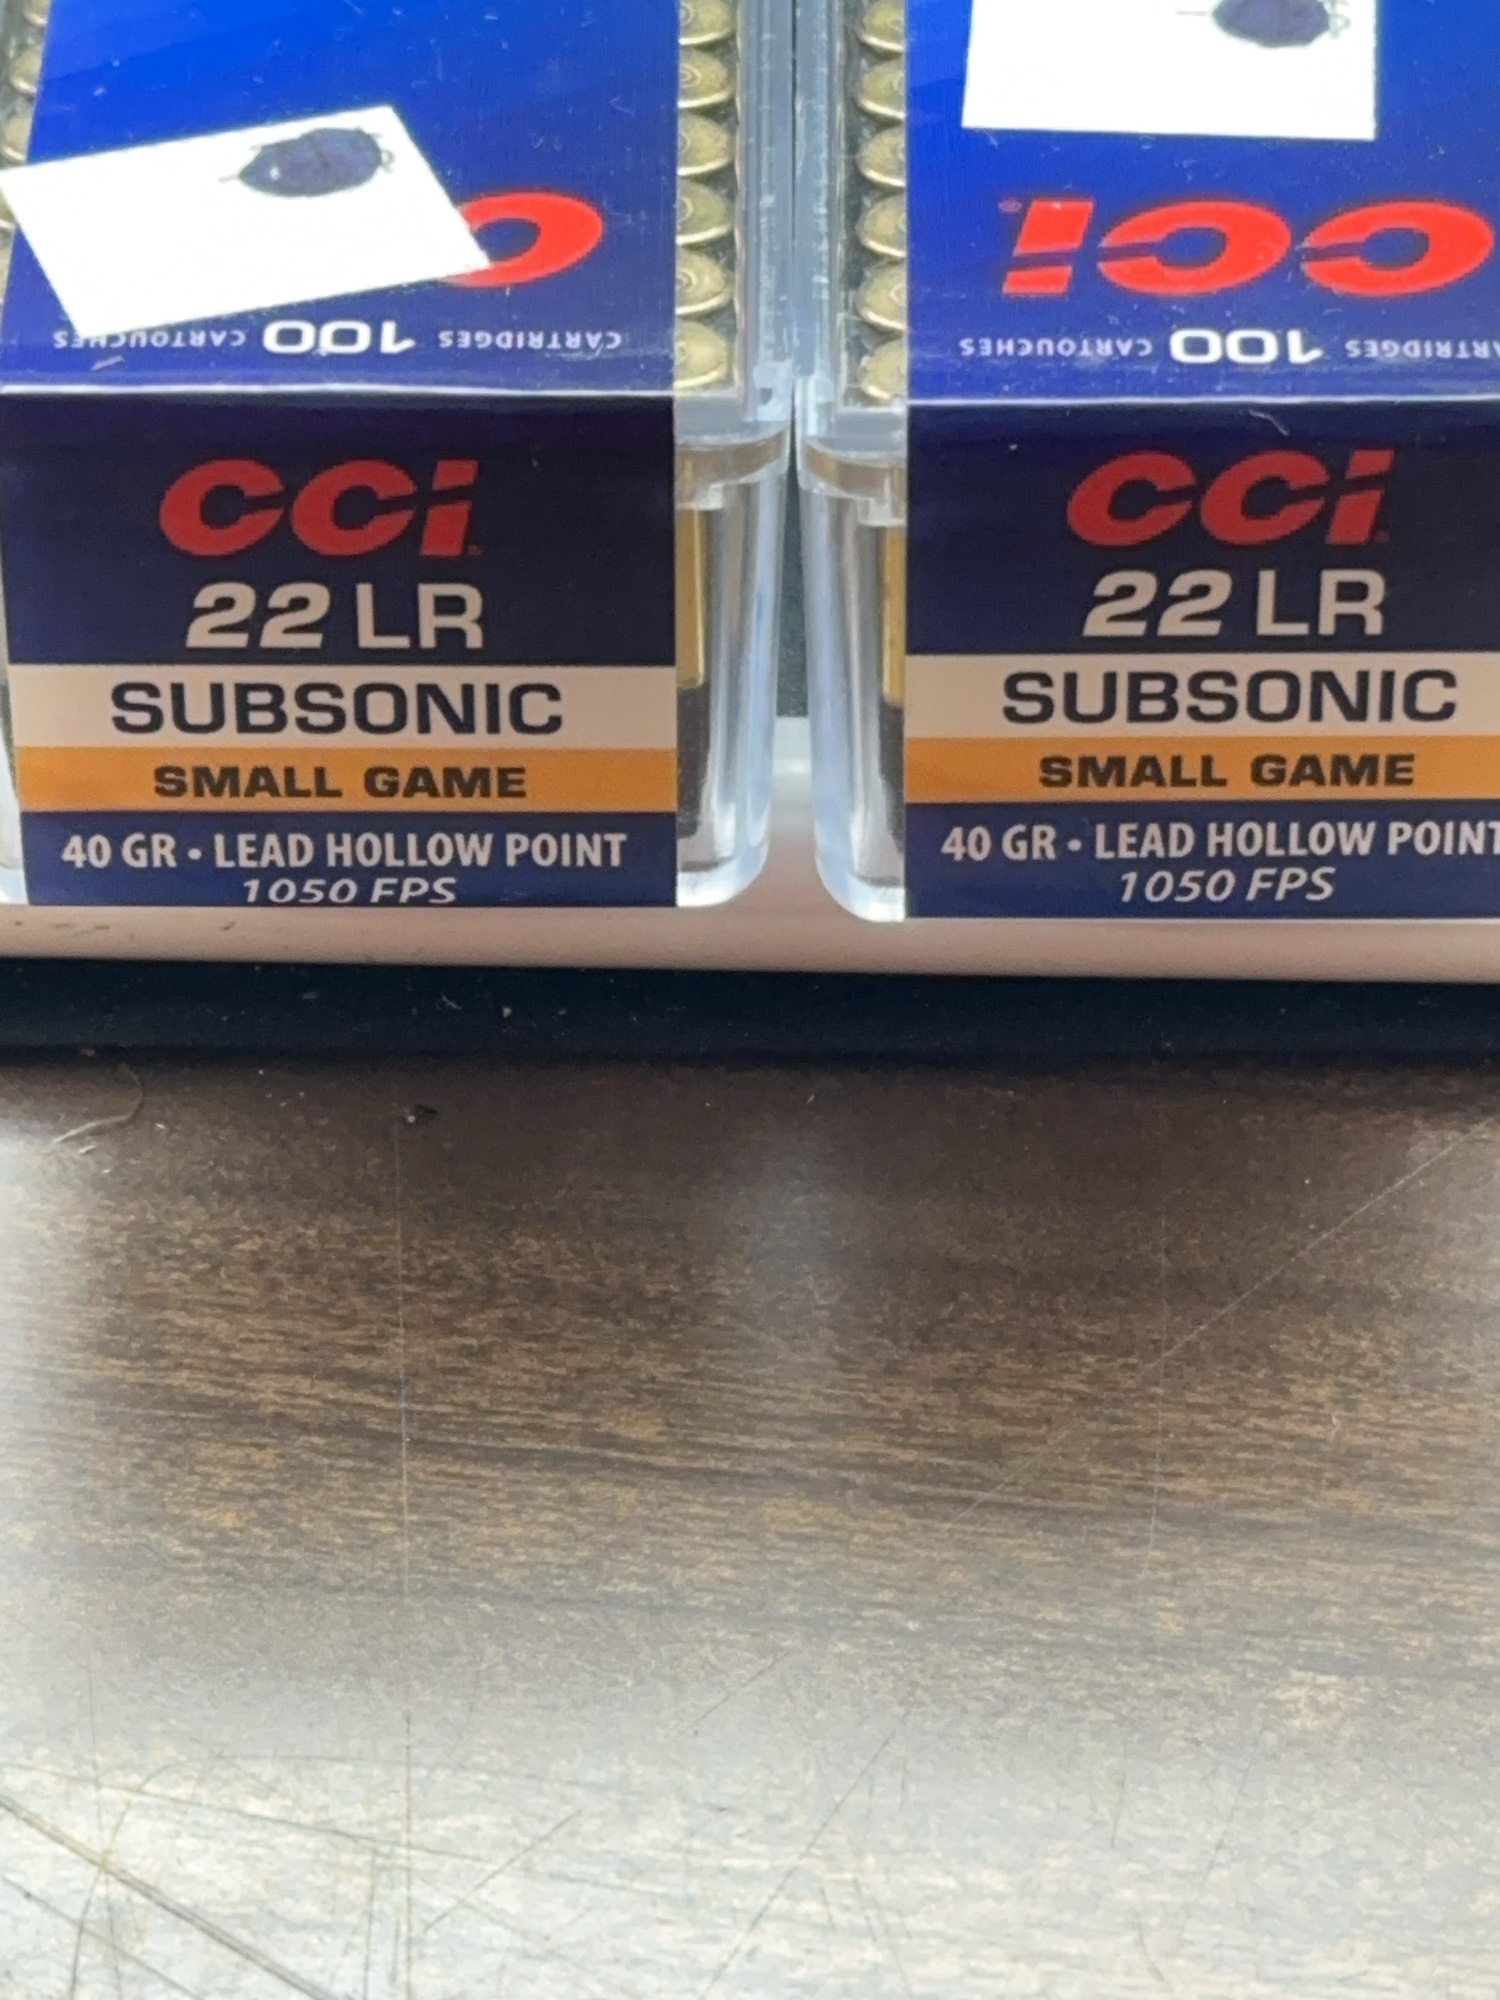 C
CARTRIDGES 100 CARTOUCHES
CCI
22 LR
SUBSONIC
SMALL GAME
40 GR • LEAD HOLLOW POINT
1050 FPS
CCI®
CARTRIDGES 100 CARTOUCHES
CCI
22 LR
SUBSONIC
SMALL GAME
40 GR • LEAD HOLLOW POINT
1050 FPS